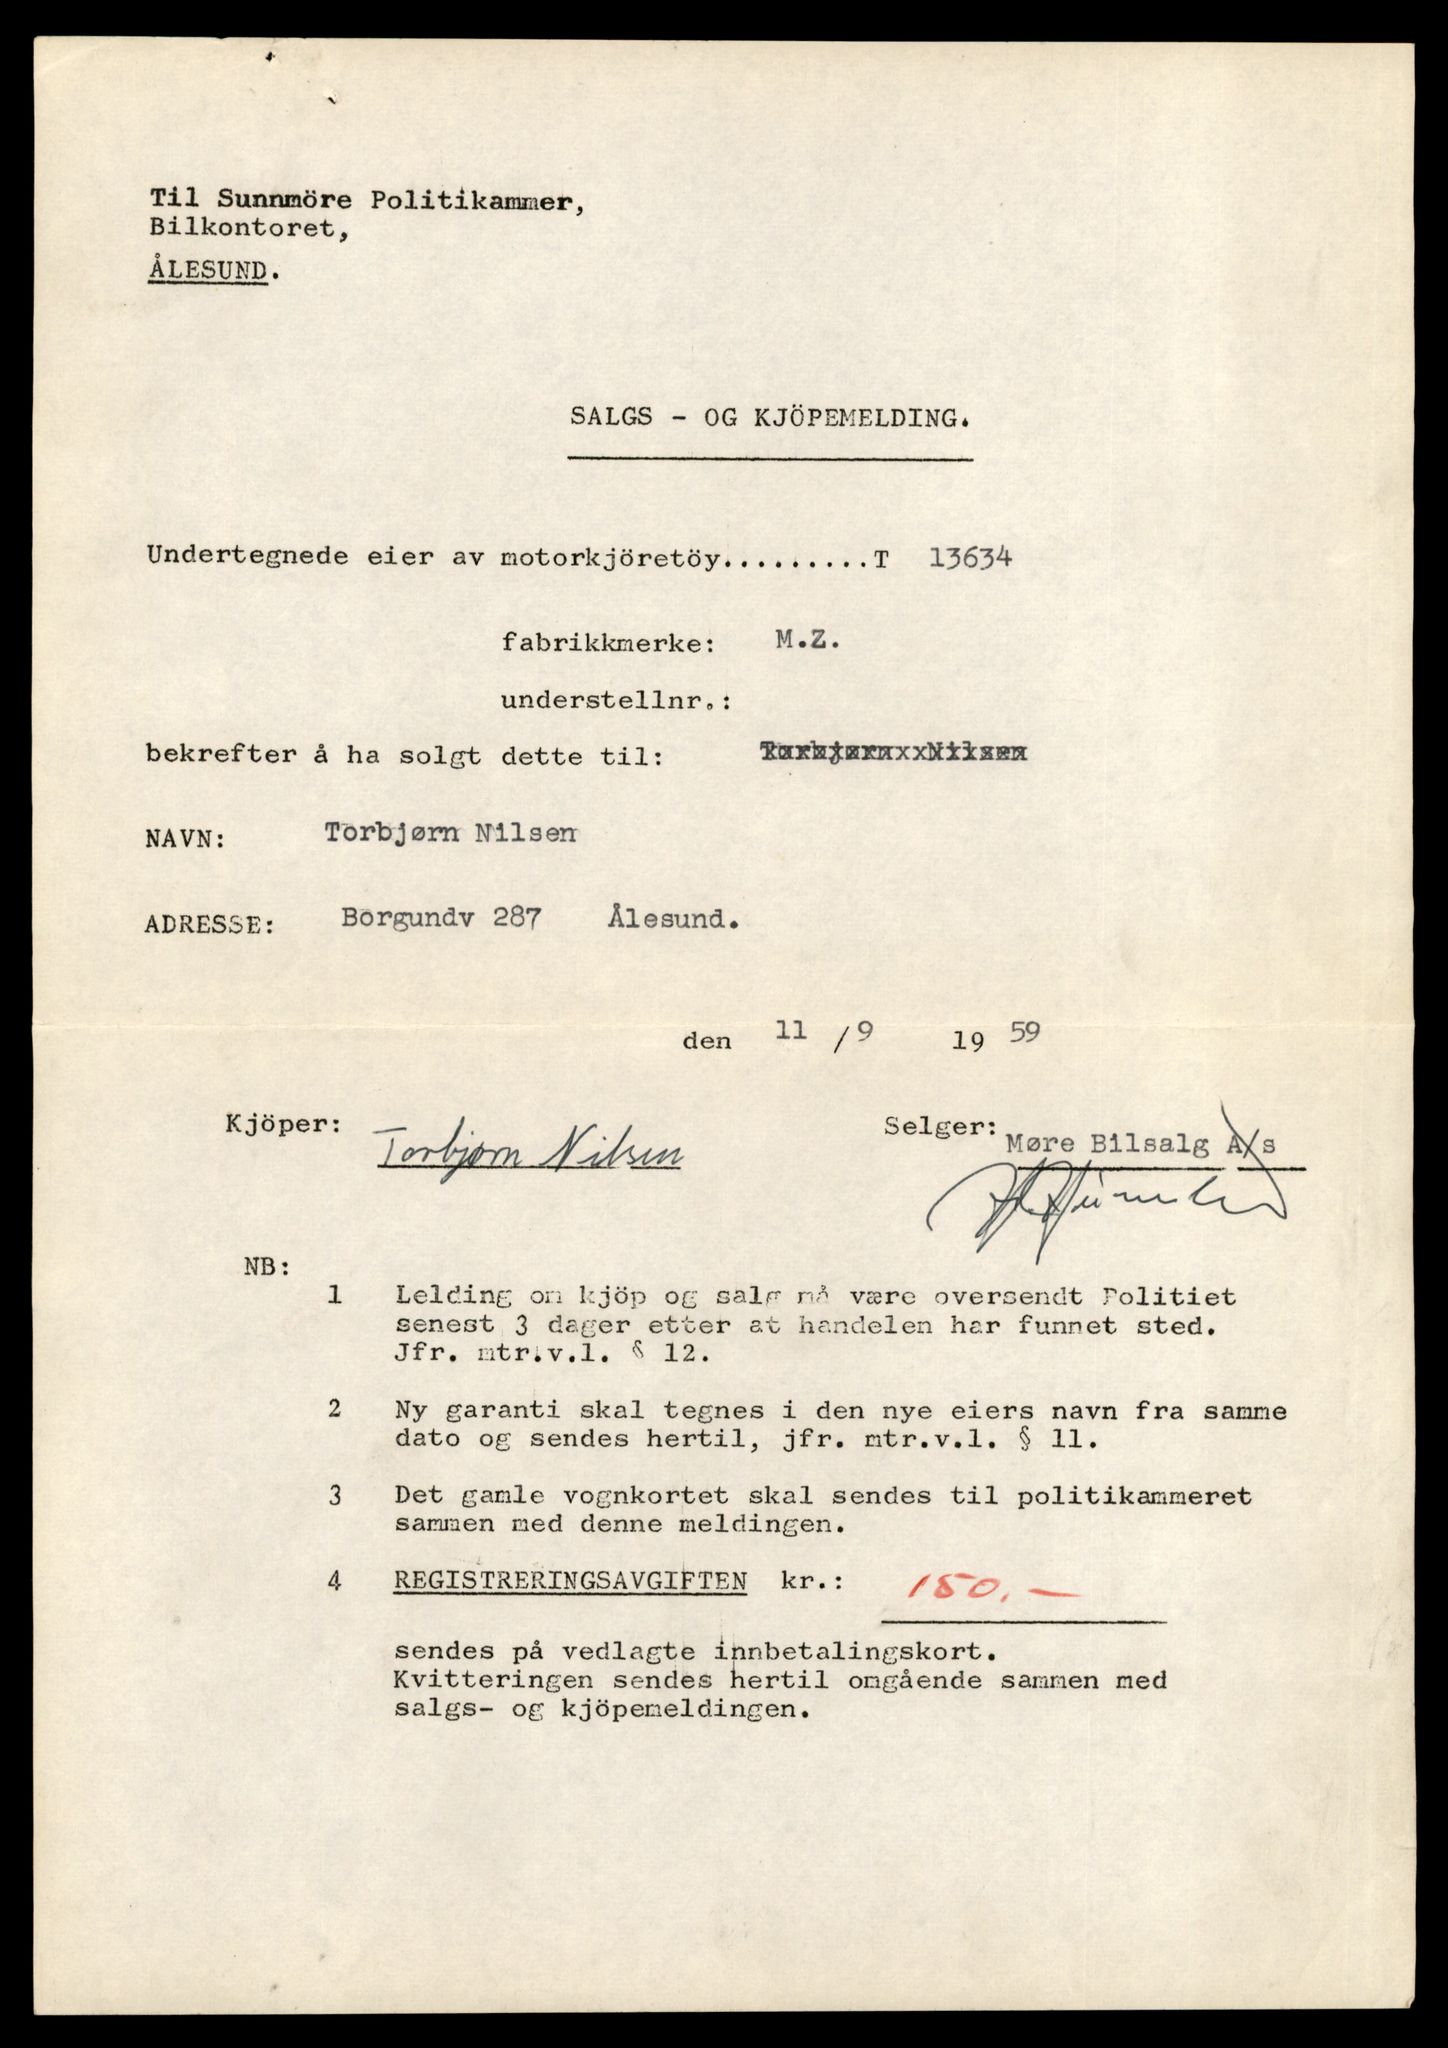 Til Sunnmöre Politikammer,
Bilkontoret,
ÅLESUND.
SALGS - OG KJÖPEMELDING.
Undertegnede eier av motorkjöretöy.........T 13634
fabrikkmerke: M.Z.
understellnr.:
bekrefter å ha solgt dette til: Torbjørn Nilsen
NAVN: Torbjørn Nilsen
ADRESSE: Borgundv 287 Ålesund.
den 11 /9 19 59
Kjöper: Torbjørn Nilsen
Selger: Møre Bilsalg A/s
NB:
1 Lelding om kjöp og salg må være oversendt Politiet
senest 3 dager etter at handelen har funnet sted.
Jfr. mtr.v.l. § 12.
2 Ny garanti skal tegnes i den nye eiers navn fra samme
dato og sendes hertil, jfr. mtr.v.l. § 11.
3 Det gamle vognkortet skal sendes til politikammeret
sammen med denne meldingen.
4 REGISTRERINGSAVGIFTEN kr.: 150.-
sendes på vedlagte innbetalingskort.
Kvitteringen sendes hertil omgående sammen med
salgs- og kjöpemeldingen.